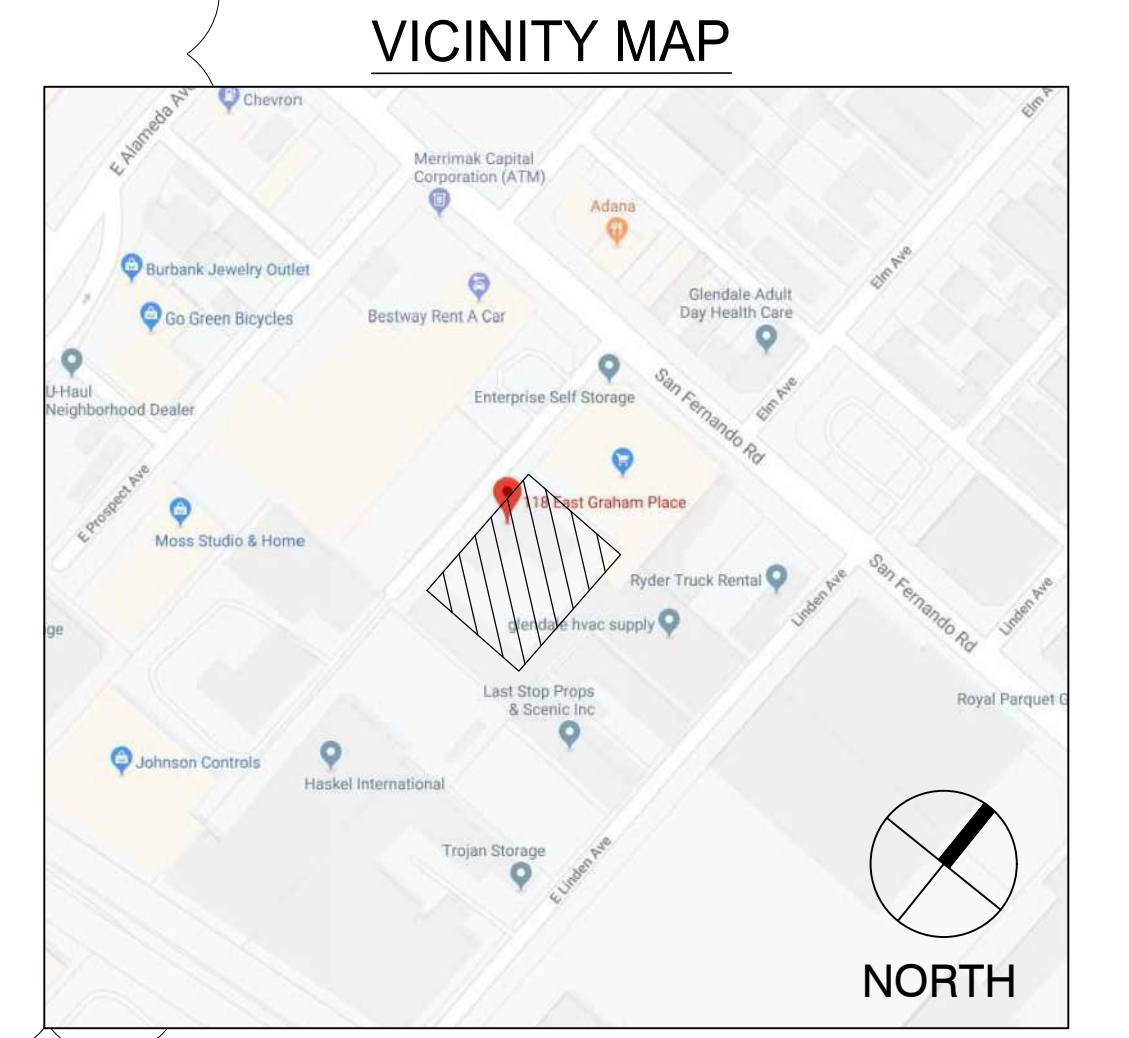 VICINITY MAP
E Alameda Av
Chevron
Elm A
Merrimak Capital
Corporation (ATM)
Adana
Elm Ave
Burbank Jewelry Outlet
Glendale Adult
Day Health Care
Go Green Bicycles
Bestway Rent A Car
U-Haul
Neighborhood Dealer
Enterprise Self Storage
San Fernando Rd
Elm Ave
E Prospect Ave
118 East Graham Place
Moss Studio & Home
Ryder Truck Rental
Linden Ave
San Fernando Rd
Linden Ave
ge
glendale hvac supply
Last Stop Props
& Scenic Inc
Royal Parquet G
Johnson Controls
Haskel International
Trojan Storage
E Linden Ave
NORTH